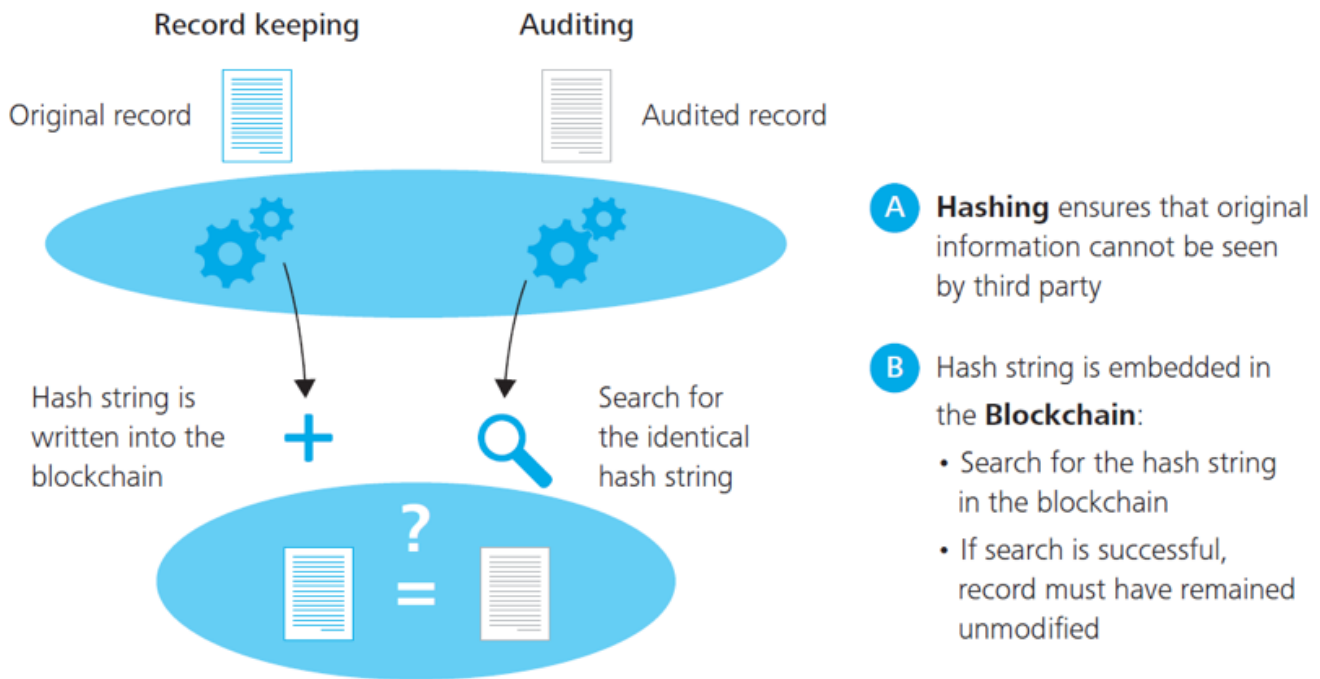 Record keeping
Auditing
Original record
Audited record
Hash string is
written into the
blockchain
+
Search for
the identical
hash string
?
=
A
Hashing ensures that original
information cannot be seen
by third party
B
Hash string is embedded in
the Blockchain:
• Search for the hash string
in the blockchain
• If search is successful,
record must have remained
unmodified